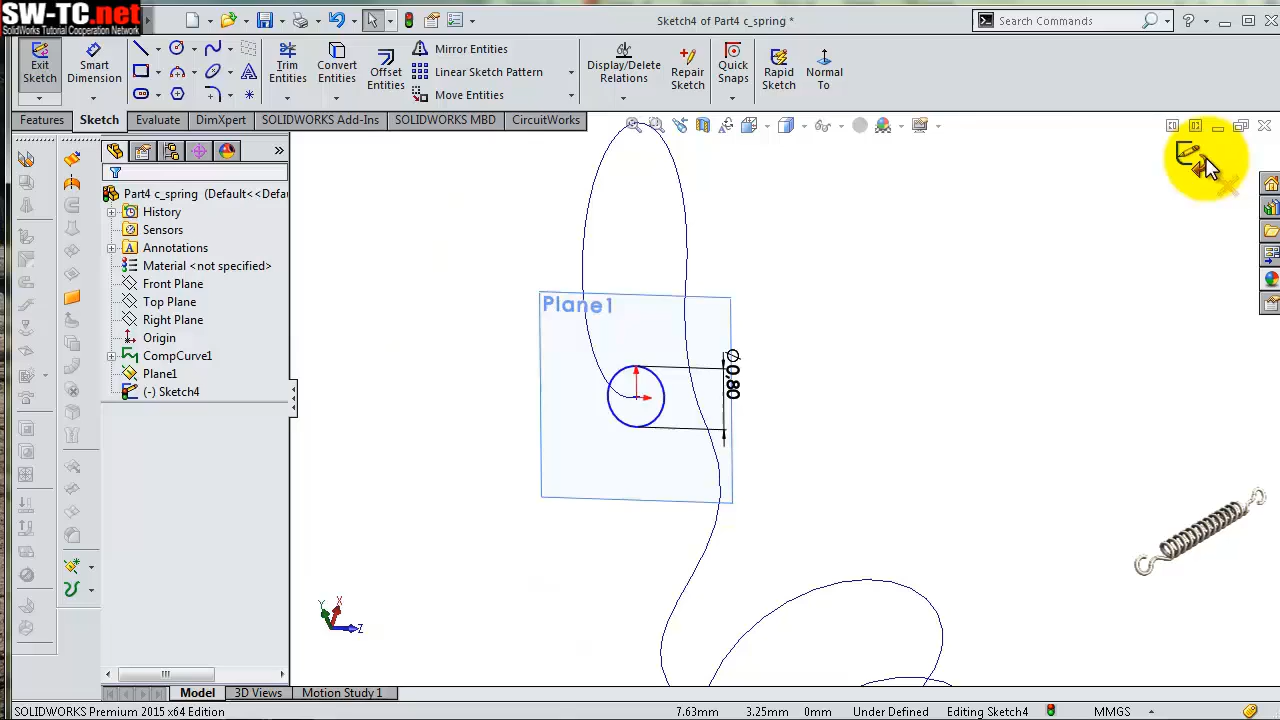 SW-TC.net
SolidWorks Tutorial Cooperation Network
Sketch4 of Part4 c_spring *
Search Commands
Exit Sketch
Smart Dimension
Trim Entities
Convert Entities
Offset Entities
Mirror Entities
Linear Sketch Pattern
Move Entities
Display/Delete Relations
Repair Sketch
Quick Snaps
Rapid Sketch
Normal To
Features
Sketch
Evaluate
DimXpert
SOLIDWORKS Add-Ins
SOLIDWORKS MBD
CircuitWorks
Part4 c_spring (Default<<Defau
History
Sensors
Annotations
Material <not specified>
Front Plane
Top Plane
Right Plane
Origin
CompCurve1
Plane1
(-) Sketch4
Plane1
Ø0.80
Y
X
Z
Model
3D Views
Motion Study 1
SOLIDWORKS Premium 2015 x64 Edition
7.63mm
3.25mm
0mm
Under Defined
Editing Sketch4
MMGS